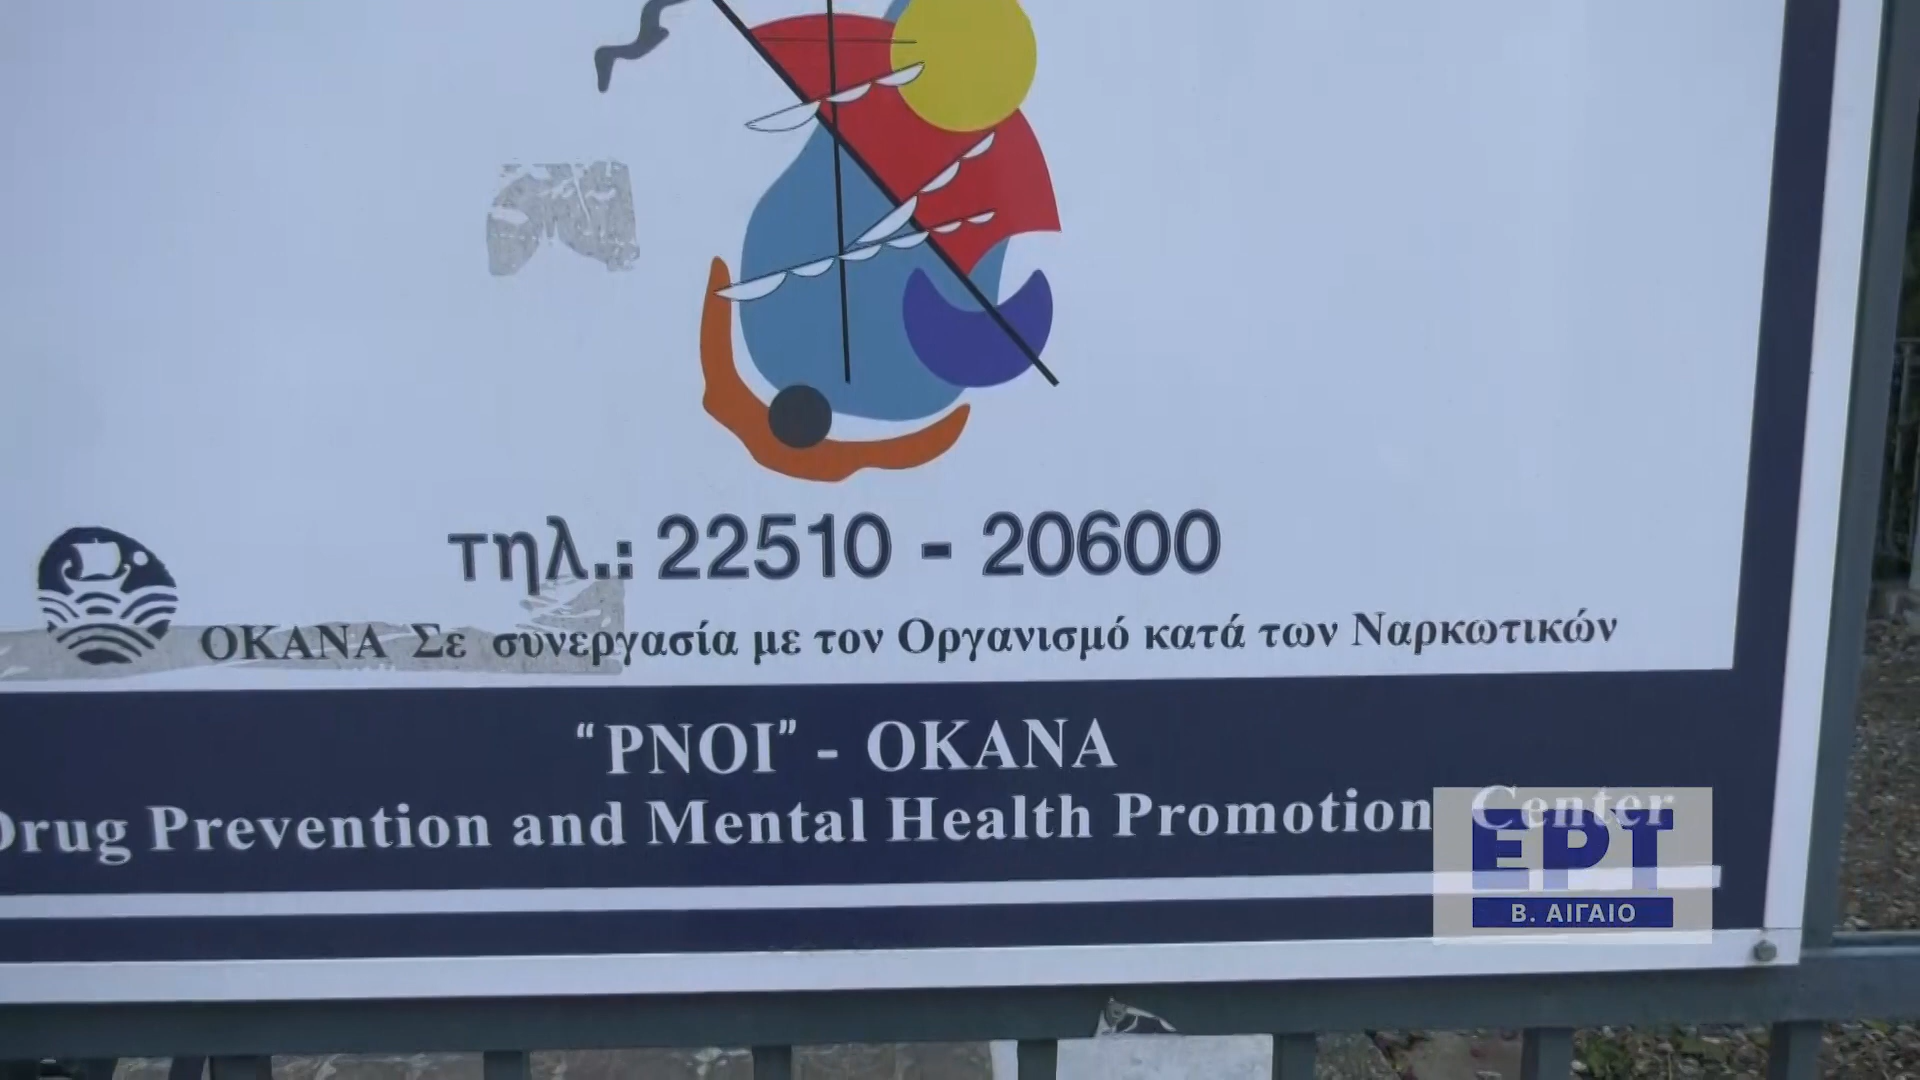 τηλ.: 22510 - 20600
ΟΚΑΝΑ Σε συνεργασία με τον Οργανισμό κατά των Ναρκωτικών
“PNOI” - OKANA
Drug Prevention and Mental Health Promotion Center
ΕΡΤ
Β. ΑΙΓΑΙΟ